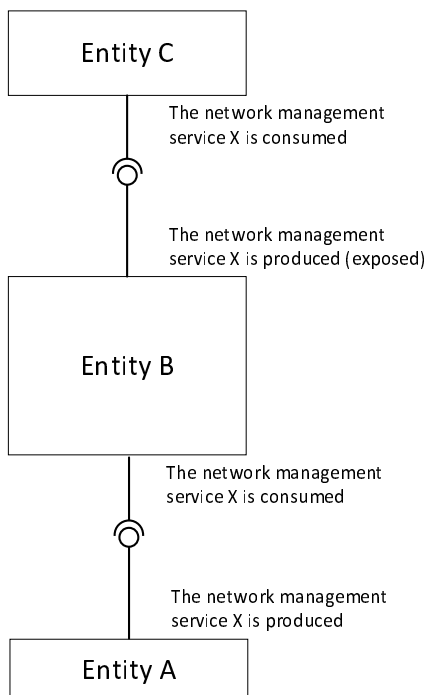 Entity C
The network management
service X is consumed
The network management
service X is produced (exposed)
Entity B
The network management
service X is consumed
The network management
service X is produced
Entity A